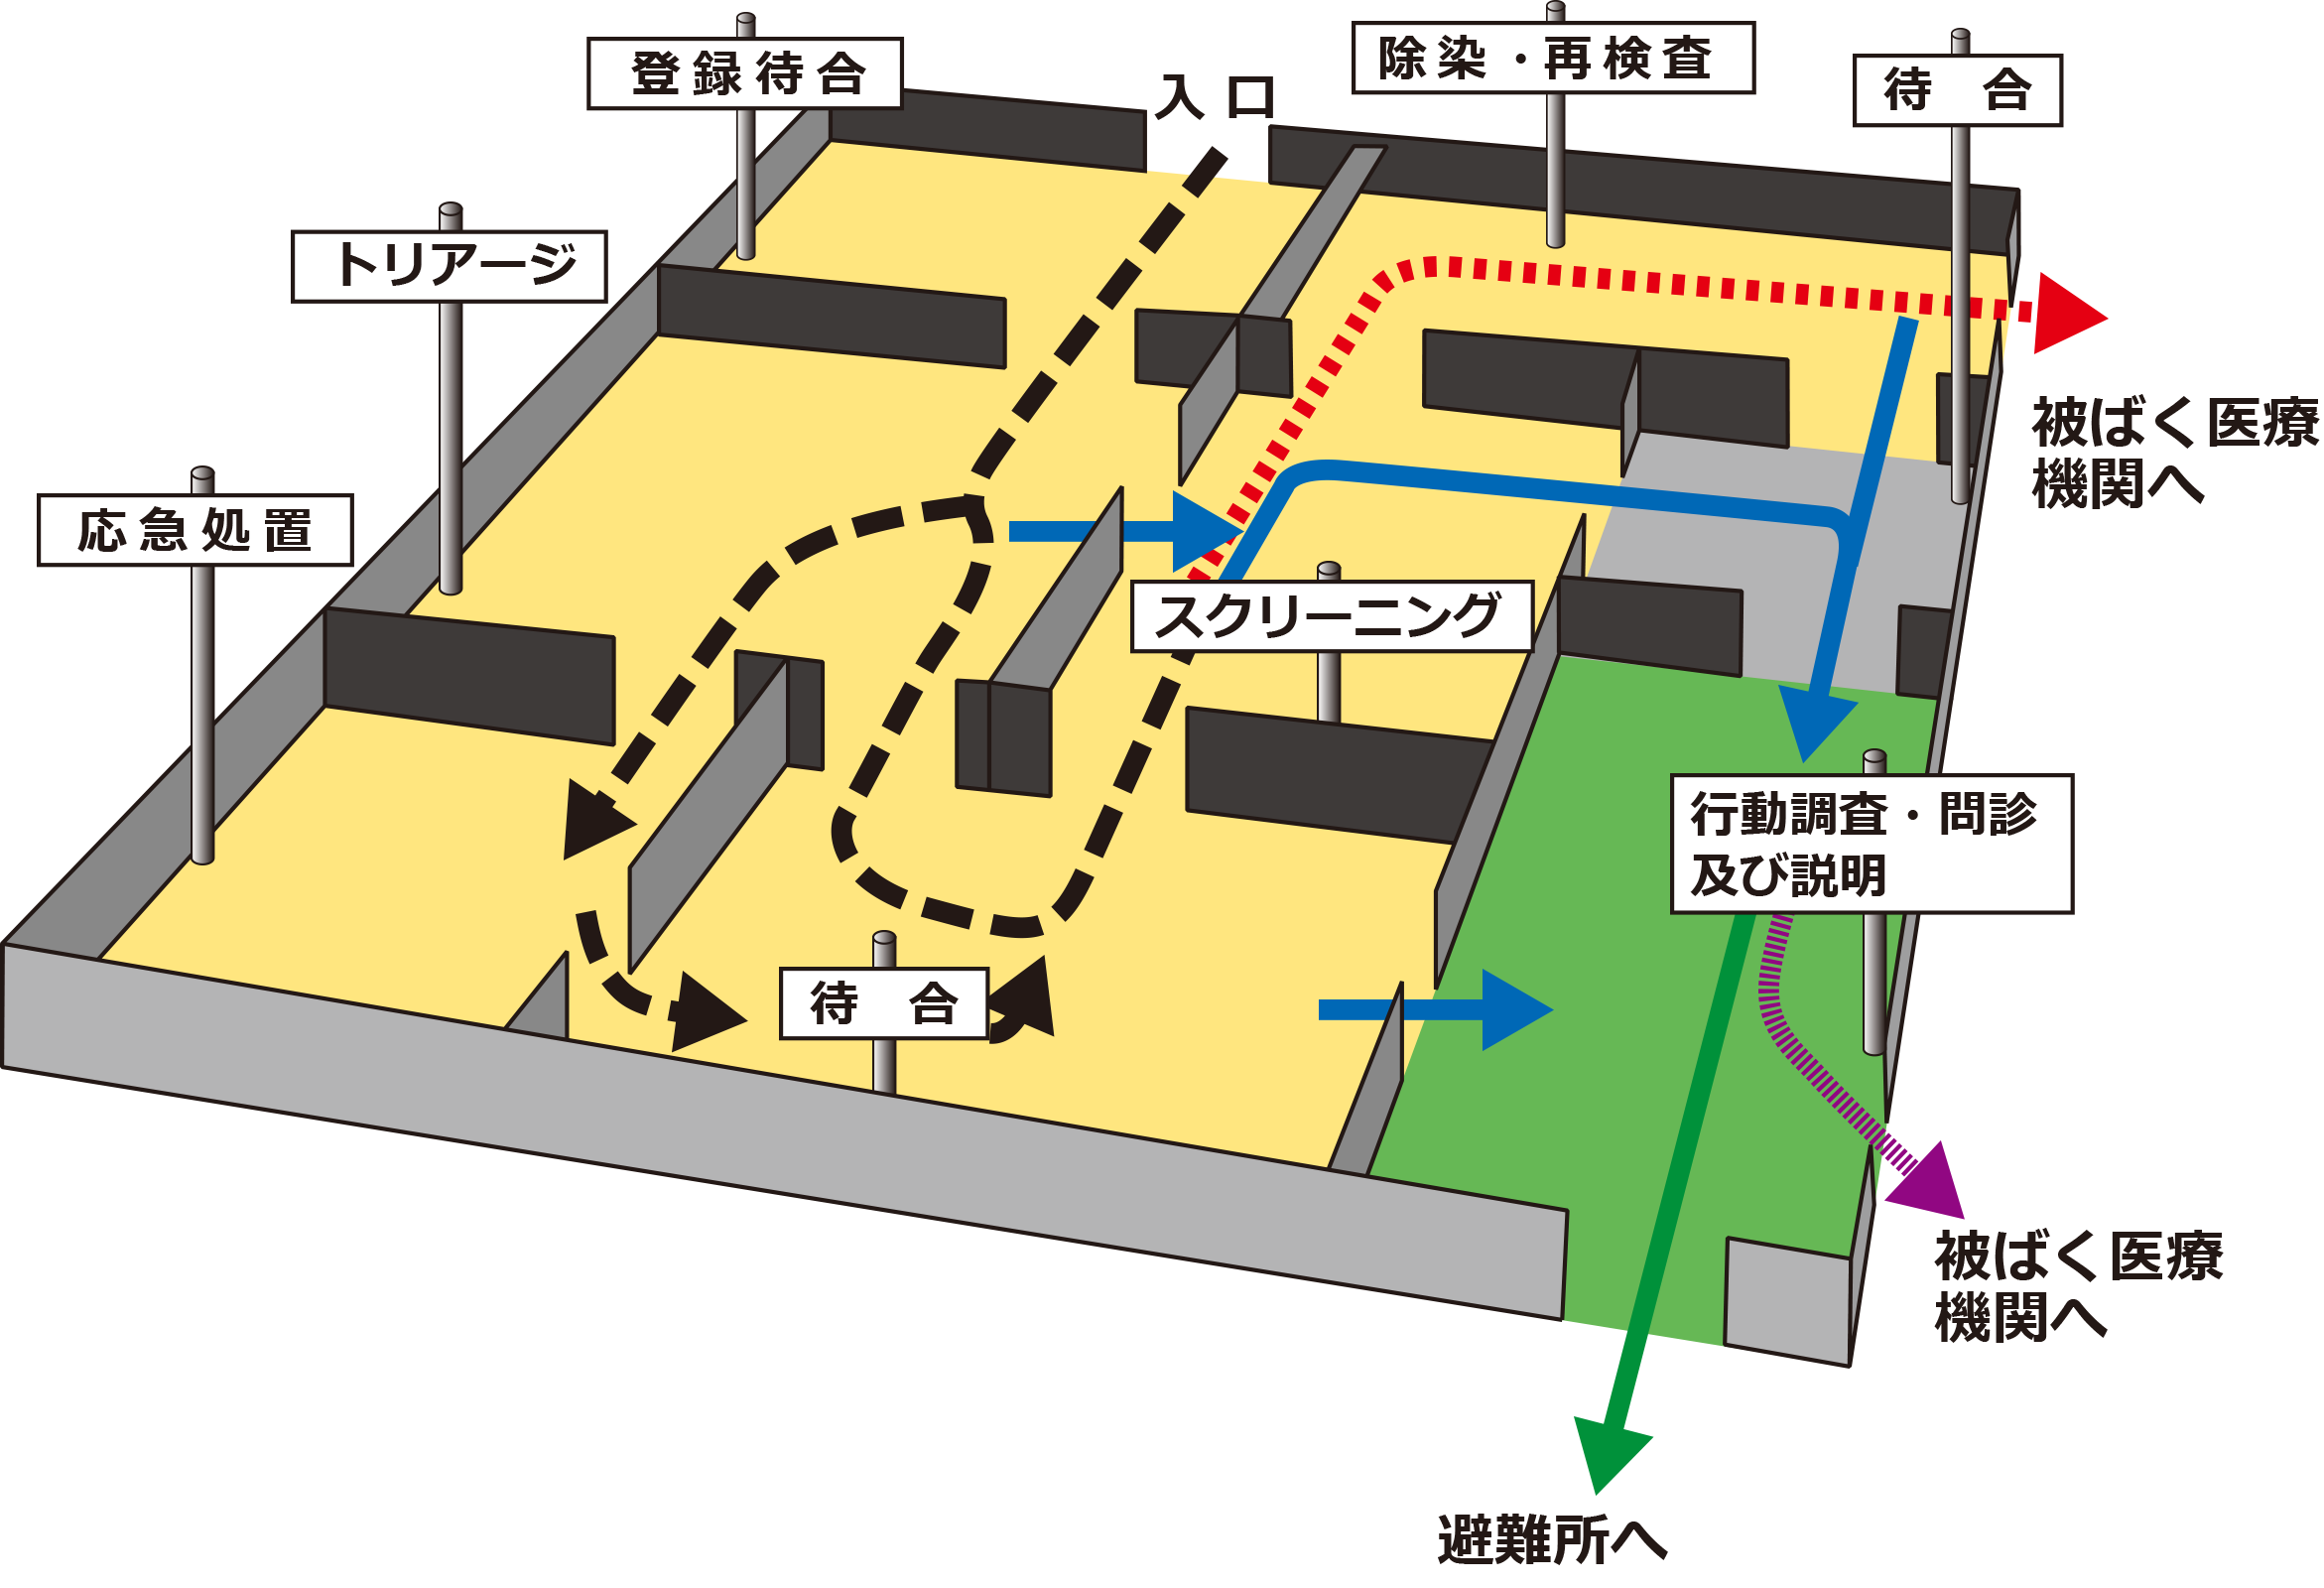 登録待合
入口
除染・再検査
待　合
トリアージ
被ばく医療
機関へ
応急処置
スクリーニング
行動調査・問診
及び説明
待　合
被ばく医療
機関へ
避難所へ